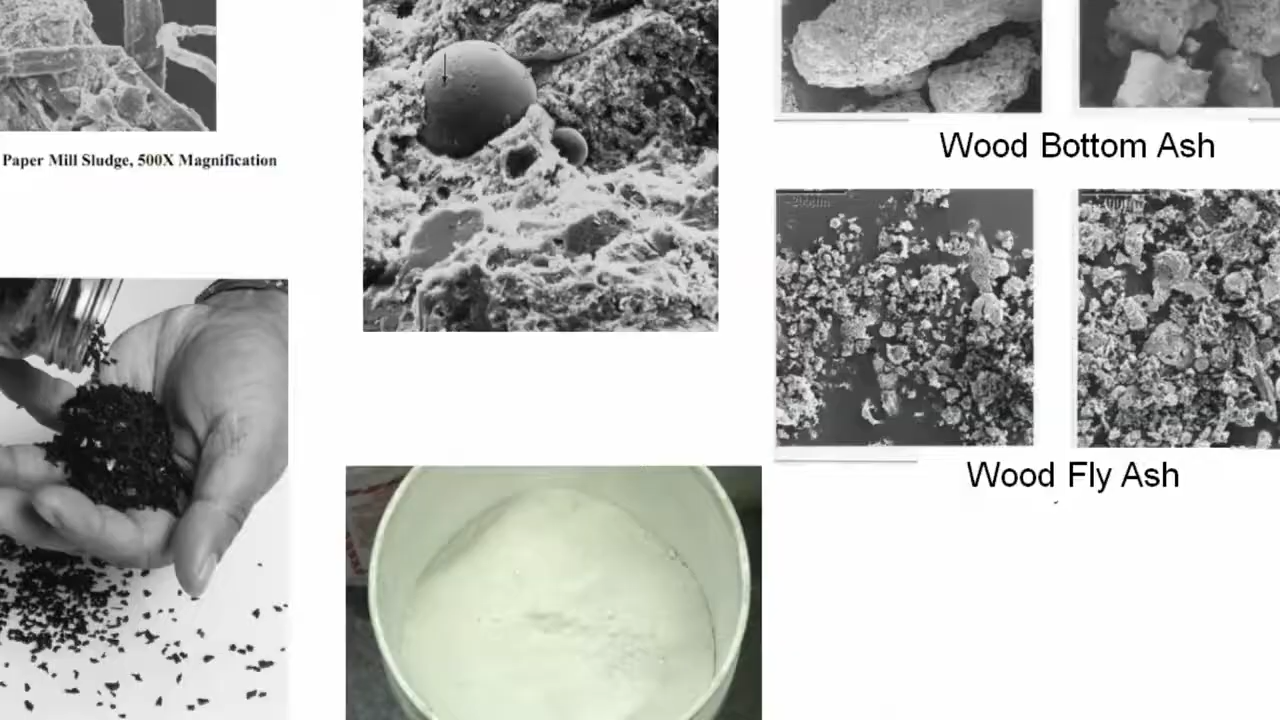 Paper Mill Sludge, 500X Magnification
Wood Bottom Ash
Wood Fly Ash